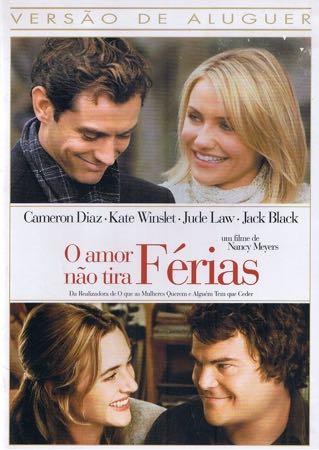 VERSÃO DE ALUGUER
Cameron Diaz · Kate Winslet · Jude Law · Jack Black
um filme de
Nancy Meyers
O amor
não tira Férias
Da Realizadora de O que as Mulheres Querem e Alguém Tem que Ceder